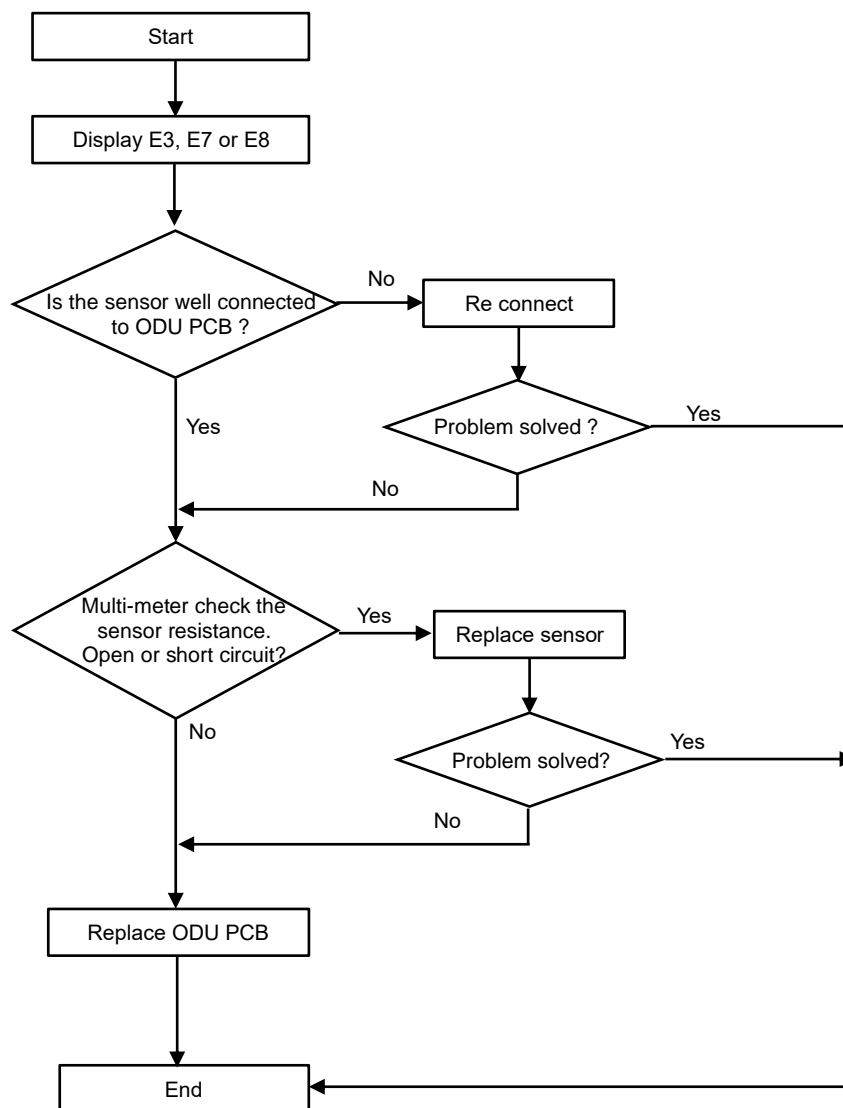 Start
Display E3, E7 or E8
Is the sensor well connected
to ODU PCB ?
No
Re connect
Yes
Problem solved ?
Yes
No
Multi-meter check the
sensor resistance.
Open or short circuit?
Yes
Replace sensor
No
Problem solved?
Yes
No
Replace ODU PCB
End